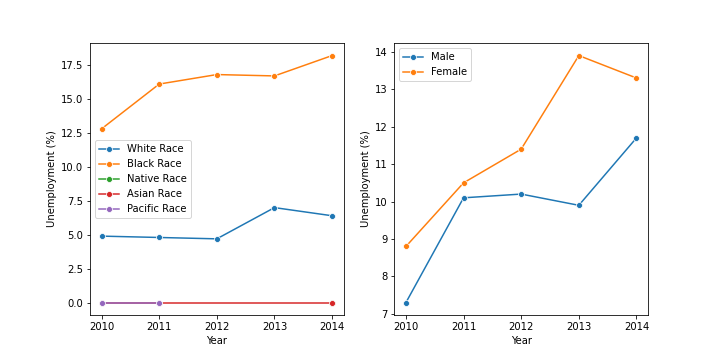 17.5
15.0
12.5
10.0
7.5
5.0
2.5
0.0
Unemployment (%)
White Race
Black Race
Native Race
Asian Race
Pacific Race
2010 2011 2012 2013 2014
Year
14
13
12
11
10
9
8
7
Unemployment (%)
Male
Female
2010 2011 2012 2013 2014
Year